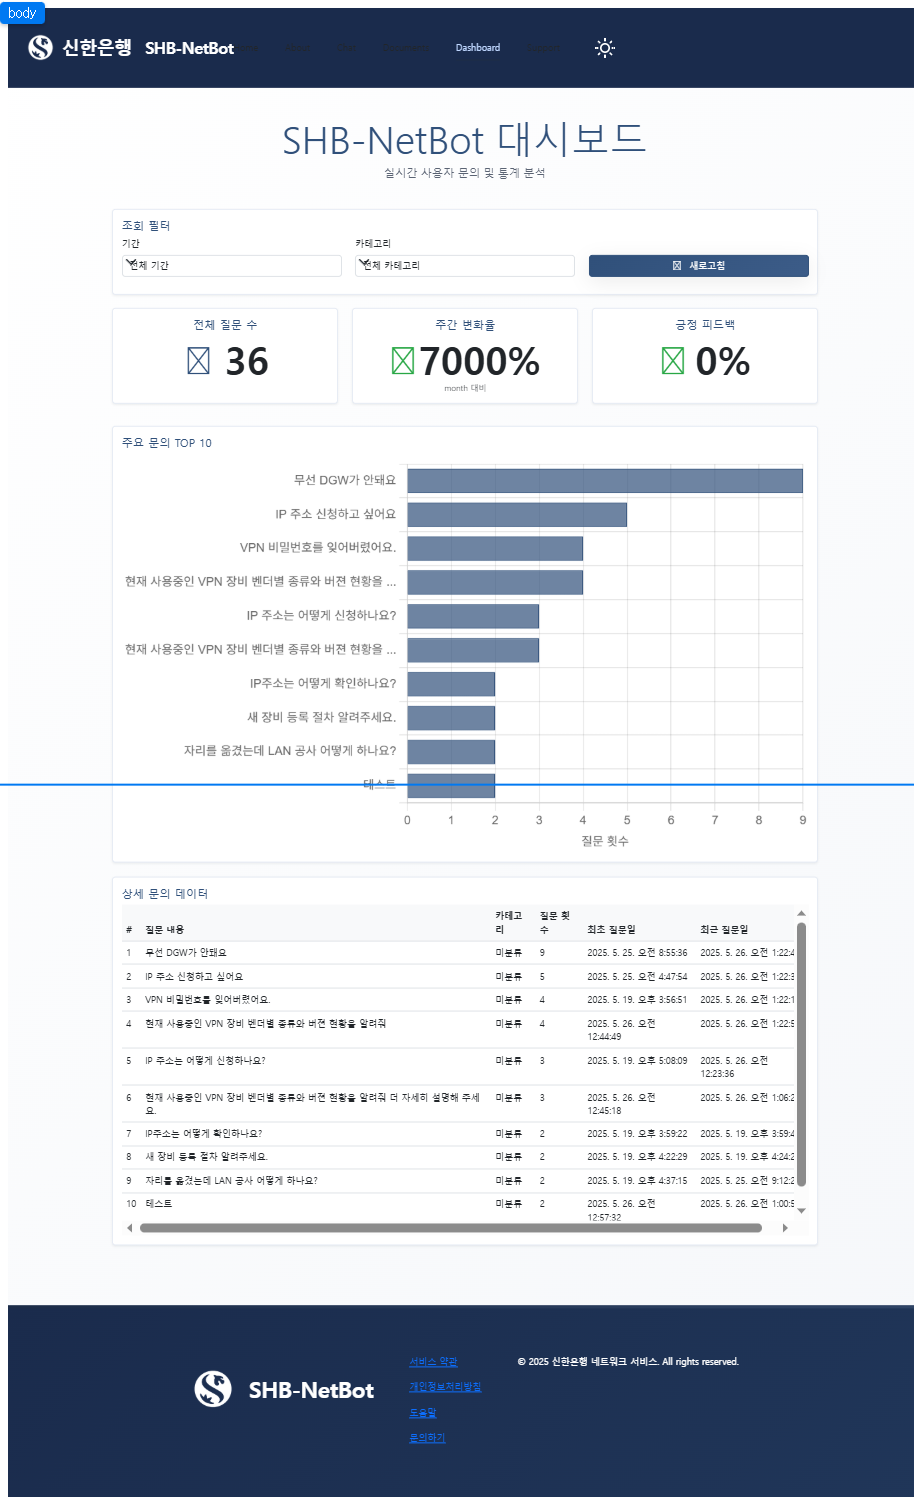 body
신한은행 SHB-NetBot Dashboard
SHB-NetBot 대시보드
실시간 사용자 문의 및 통계 분석
조회 필터
기간
카테고리
전체 기간
전체 카테고리
새로고침
전체 질문 수
36
주간 변화율
7000%
month 대비
긍정 피드백
0%
주요 문의 TOP 10
무선 DGW가 안돼요
IP 주소 신청하고 싶어요
VPN 비밀번호를 잊어버렸어요.
현재 사용중인 VPN 장비 벤더별 종류와 버젼 현황을 ...
IP 주소는 어떻게 신청하나요?
현재 사용중인 VPN 장비 벤더별 종류와 버젼 현황을 ...
IP주소는 어떻게 확인하나요?
새 장비 등록 절차 알려주세요.
자리를 옮겼는데 LAN 공사 어떻게 하나요?
테스트
0 1 2 3 4 5 6 7 8 9
질문 횟수
상세 문의 데이터
# 질문 내용 카테고리 질문 횟수 최초 질문일 최근 질문일
1 무선 DGW가 안돼요 미분류 9 2025. 5. 25. 오전 8:55:36 2025. 5. 26. 오전 1:22:4
2 IP 주소 신청하고 싶어요 미분류 5 2025. 5. 25. 오전 4:47:54 2025. 5. 26. 오전 1:22:3
3 VPN 비밀번호를 잊어버렸어요. 미분류 4 2025. 5. 19. 오후 3:56:51 2025. 5. 26. 오전 1:22:1
4 현재 사용중인 VPN 장비 벤더별 종류와 버젼 현황을 알려줘 미분류 4 2025. 5. 26. 오전 12:44:49 2025. 5. 26. 오전 1:22:5
5 IP 주소는 어떻게 신청하나요? 미분류 3 2025. 5. 19. 오후 5:08:09 2025. 5. 26. 오전 12:23:36
6 현재 사용중인 VPN 장비 벤더별 종류와 버젼 현황을 알려줘 더 자세히 설명해 주세요. 미분류 3 2025. 5. 26. 오전 12:45:18 2025. 5. 26. 오전 1:06:2
7 IP주소는 어떻게 확인하나요? 미분류 2 2025. 5. 19. 오후 3:59:22 2025. 5. 19. 오후 3:59:4
8 새 장비 등록 절차 알려주세요. 미분류 2 2025. 5. 19. 오후 4:22:29 2025. 5. 19. 오후 4:24:2
9 자리를 옮겼는데 LAN 공사 어떻게 하나요? 미분류 2 2025. 5. 19. 오후 4:37:15 2025. 5. 25. 오전 9:12:2
10 테스트 미분류 2 2025. 5. 26. 오전 12:57:32 2025. 5. 26. 오전 1:00:5
SHB-NetBot
서비스 약관
개인정보처리방침
도움말
문의하기
© 2025 신한은행 네트워크 서비스. All rights reserved.